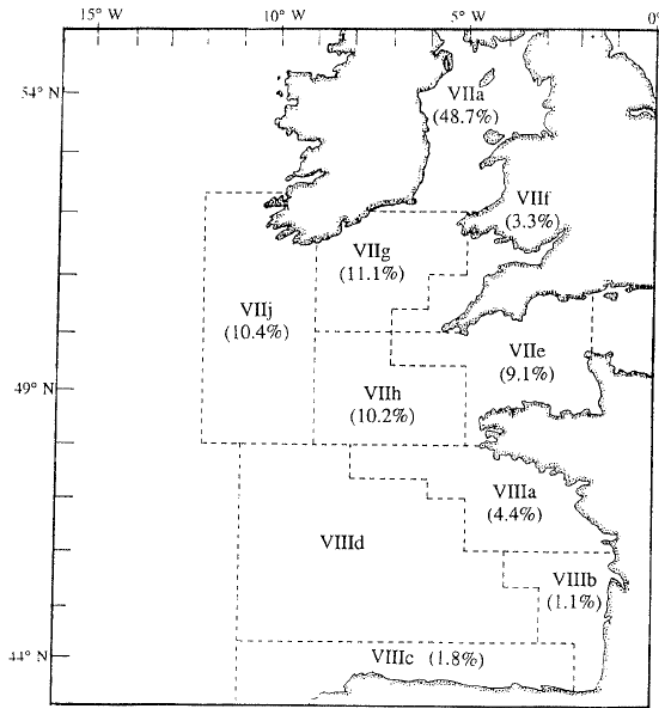 15° W 10° W 5° W 0°
54° N
VIIa
(48.7%)
VIIf
(3.3%)
VIIg
(11.1%)
VIIj
(10.4%)
VIIe
(9.1%)
49° N
VIIh
(10.2%)
VIIIa
(4.4%)
VIIId
VIIIb
(1.1%)
44° N
VIIIc (1.8%)